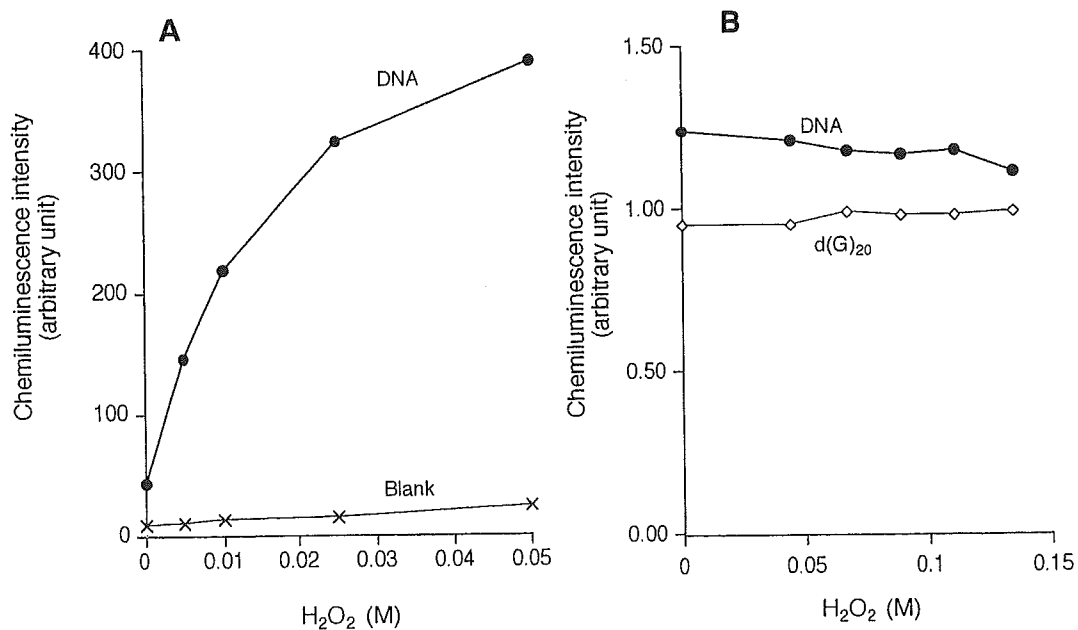 A
Chemiluminescence intensity
(arbitrary unit)
400
300
200
100
0
DNA
Blank
0
0.01
0.02
0.03
0.04
0.05
H₂O₂ (M)
B
Chemiluminescence intensity
(arbitrary unit)
1.50
1.00
0.50
0.00
DNA
d(G)₂₀
0
0.05
0.1
0.15
H₂O₂ (M)